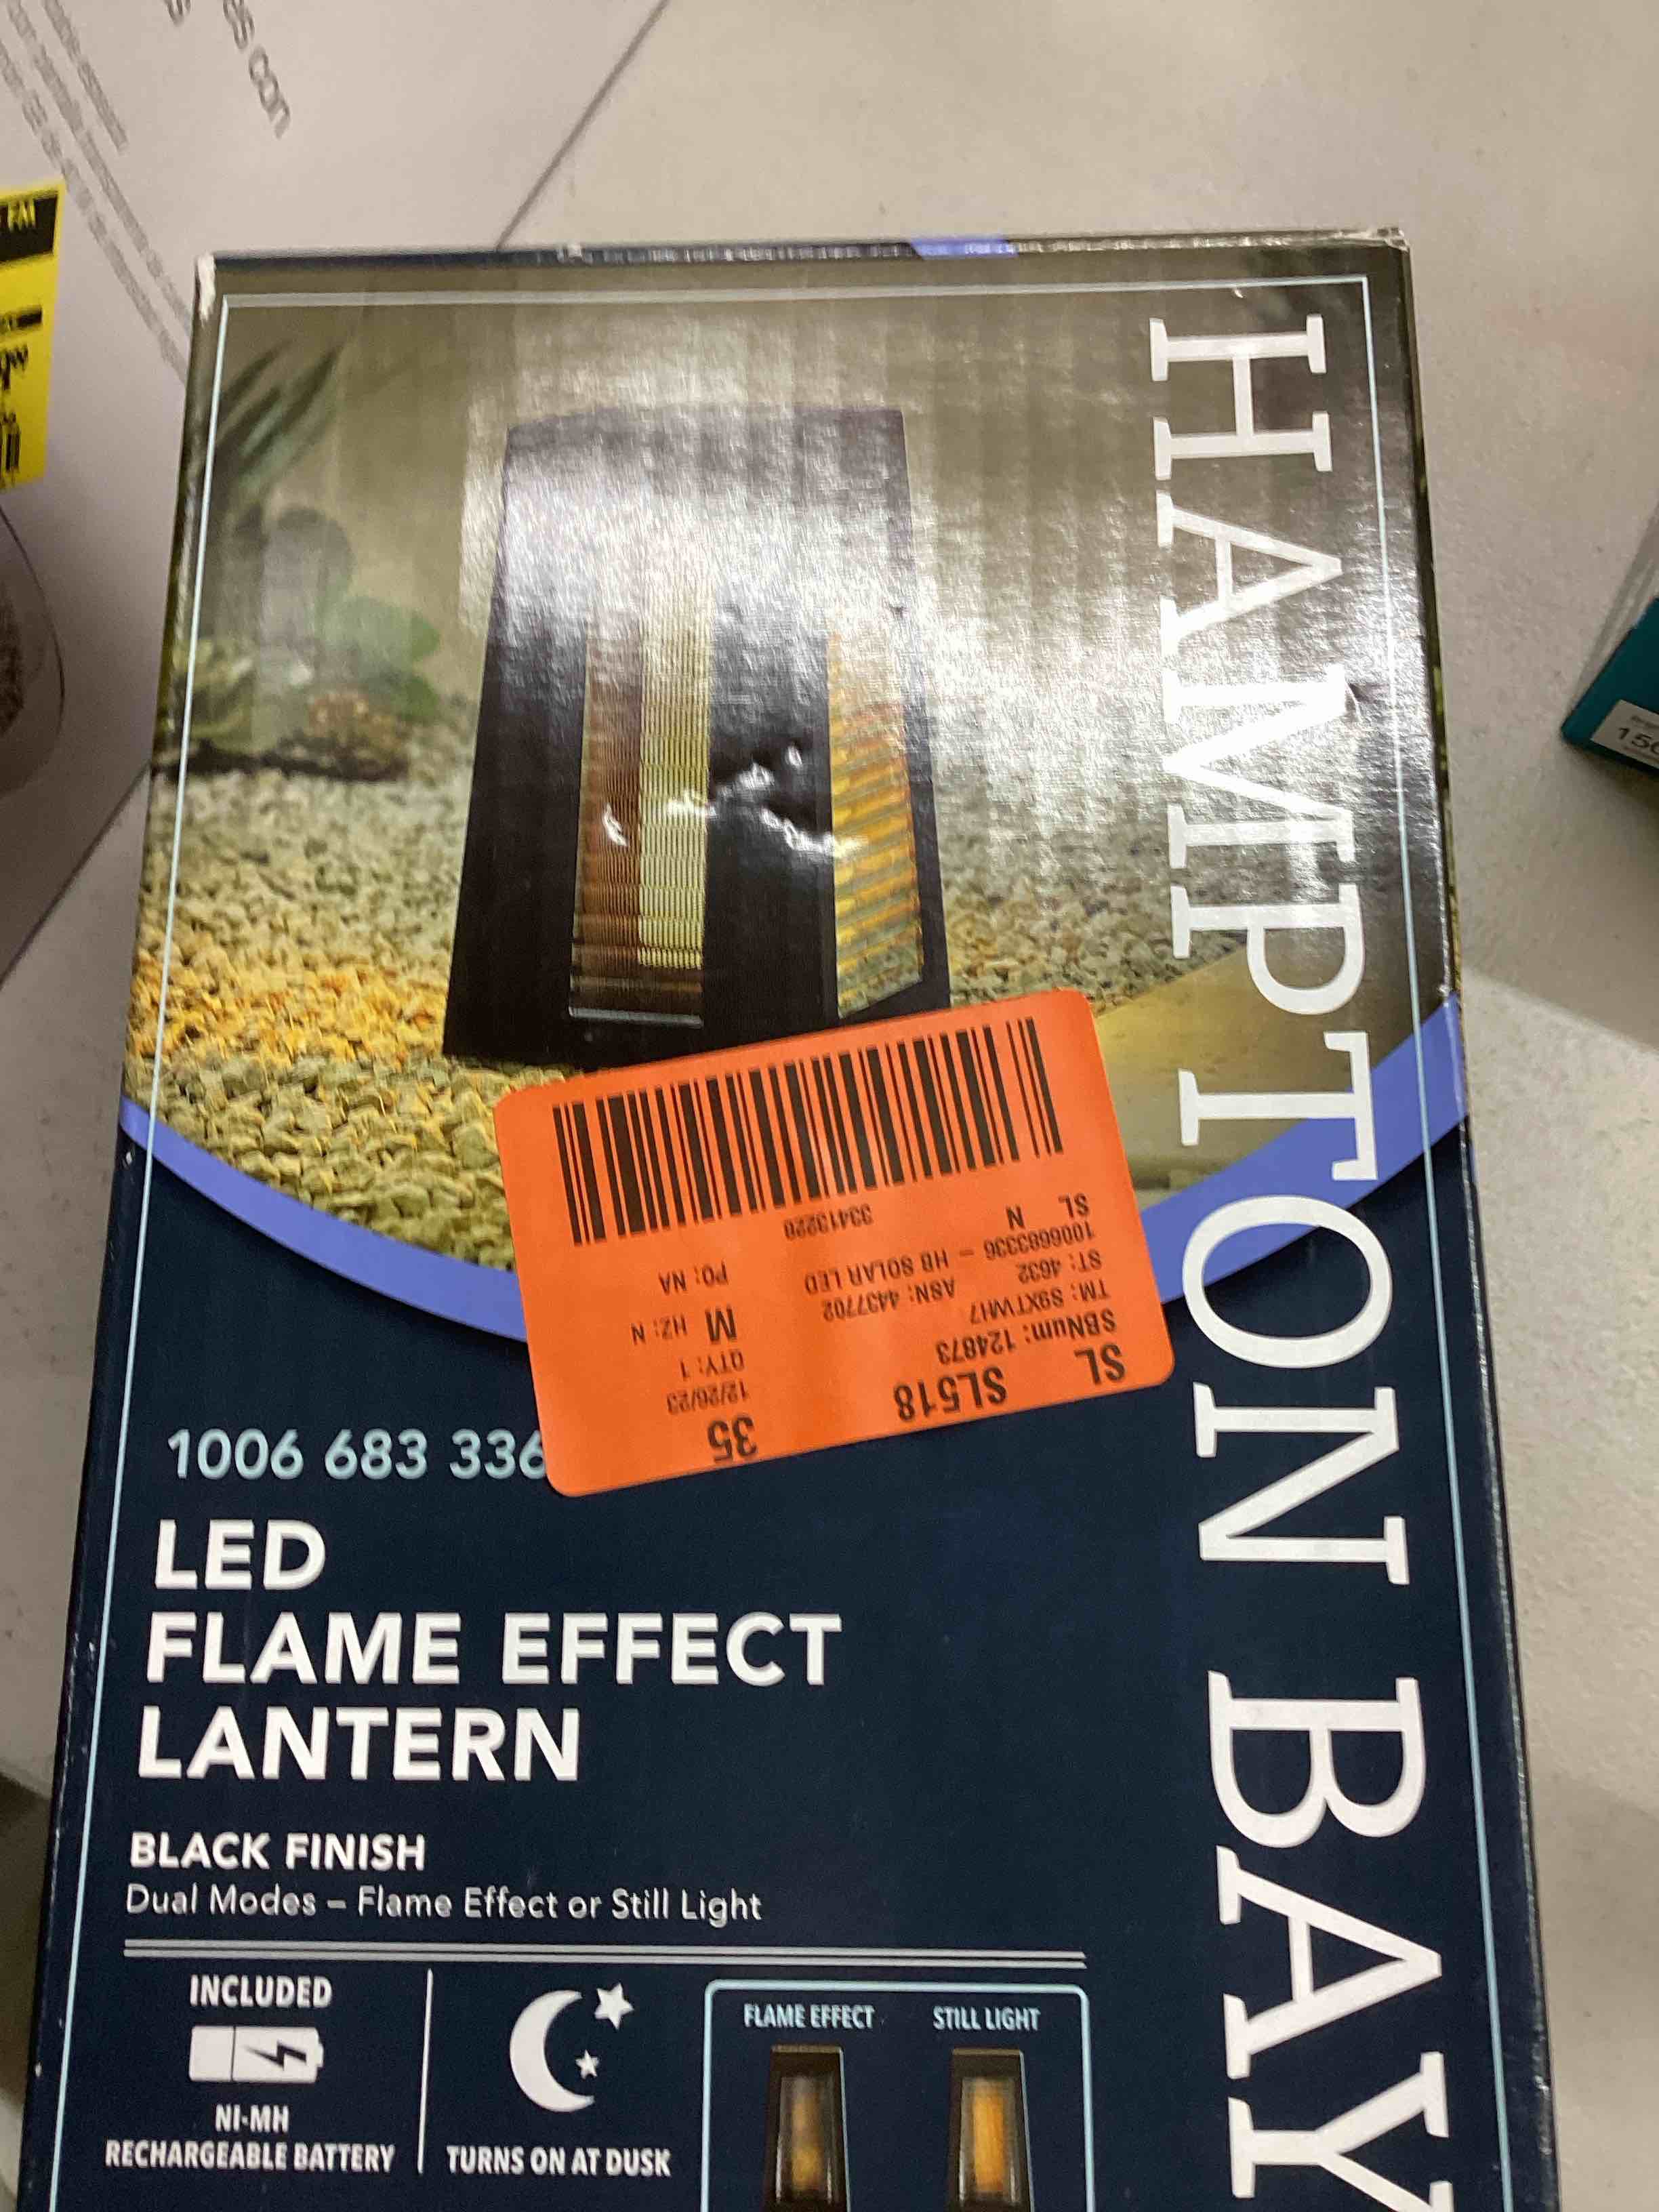 HAMPTON BAY
SL SL518 35
SBNum: 124873 12/26/23
TM: S9XTWH7 QTY: 1
ST: 4632 ASN: 4437702 M HZ: N
1006683336 - HB SOLAR LED
SL N PO: NA
33413228
1006 683 336
LED
FLAME EFFECT
LANTERN
BLACK FINISH
Dual Modes – Flame Effect or Still Light
INCLUDED
NI-MH
RECHARGEABLE BATTERY
TURNS ON AT DUSK
FLAME EFFECT
STILL LIGHT